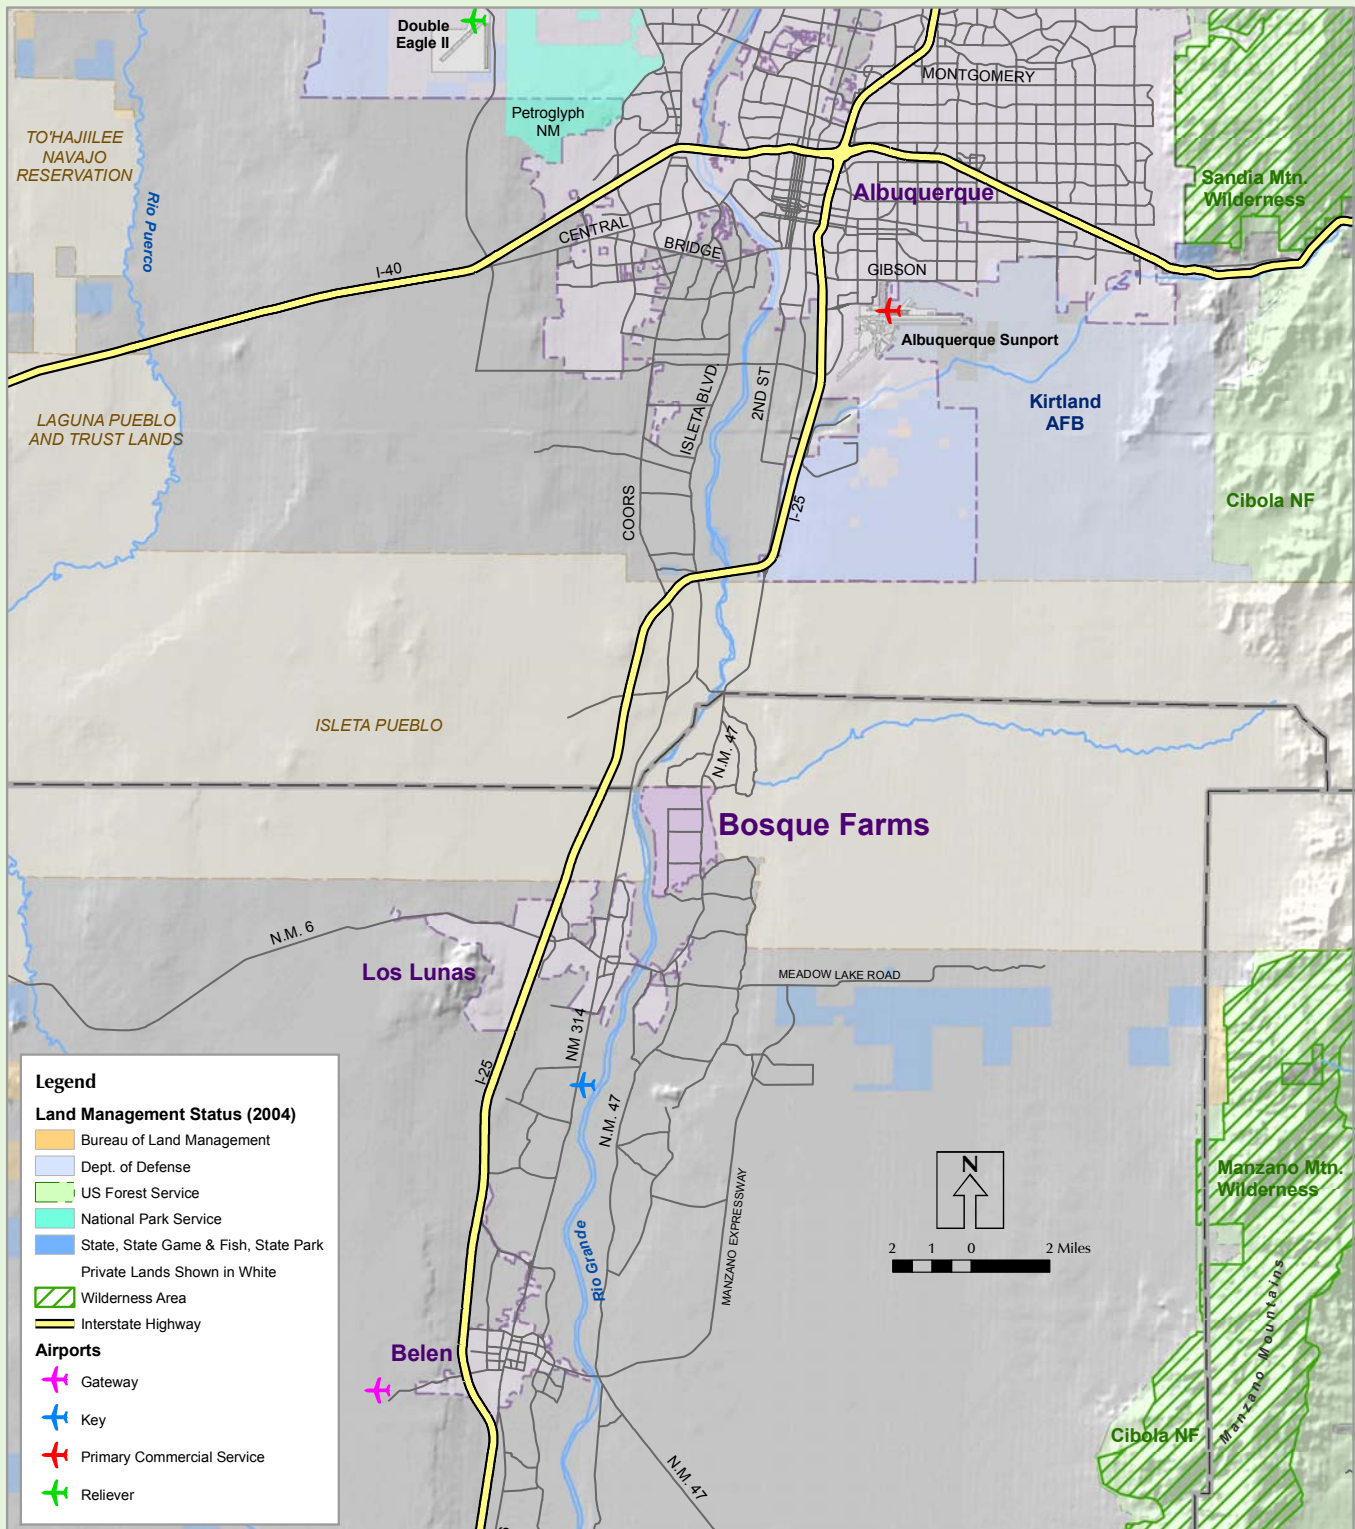 Double
Eagle II
MONTGOMERY
Petroglyph
NM
TO'HAJIILEE
NAVAJO
RESERVATION
Rio Puerco
Sandia Mtn.
Wilderness
Albuquerque
CENTRAL
BRIDGE
I-40
GIBSON
Albuquerque Sunport
2ND ST
ISLETA BLVD
Kirtland
AFB
LAGUNA PUEBLO
AND TRUST LANDS
COORS
I-25
Cibola NF
ISLETA PUEBLO
N.M. 47
Bosque Farms
N.M. 6
Los Lunas
MEADOW LAKE ROAD
NM 314
I-25
N.M. 47
MANZANO EXPRESSWAY
Manzano Mtn.
Wilderness
N
2 1 0 2 Miles
Rio Grande
Manzano Mountains
Belen
Cibola NF
N.M. 47
Legend
Land Management Status (2004)
Bureau of Land Management
Dept. of Defense
US Forest Service
National Park Service
State, State Game & Fish, State Park
Private Lands Shown in White
Wilderness Area
Interstate Highway
Airports
Gateway
Key
Primary Commercial Service
Reliever